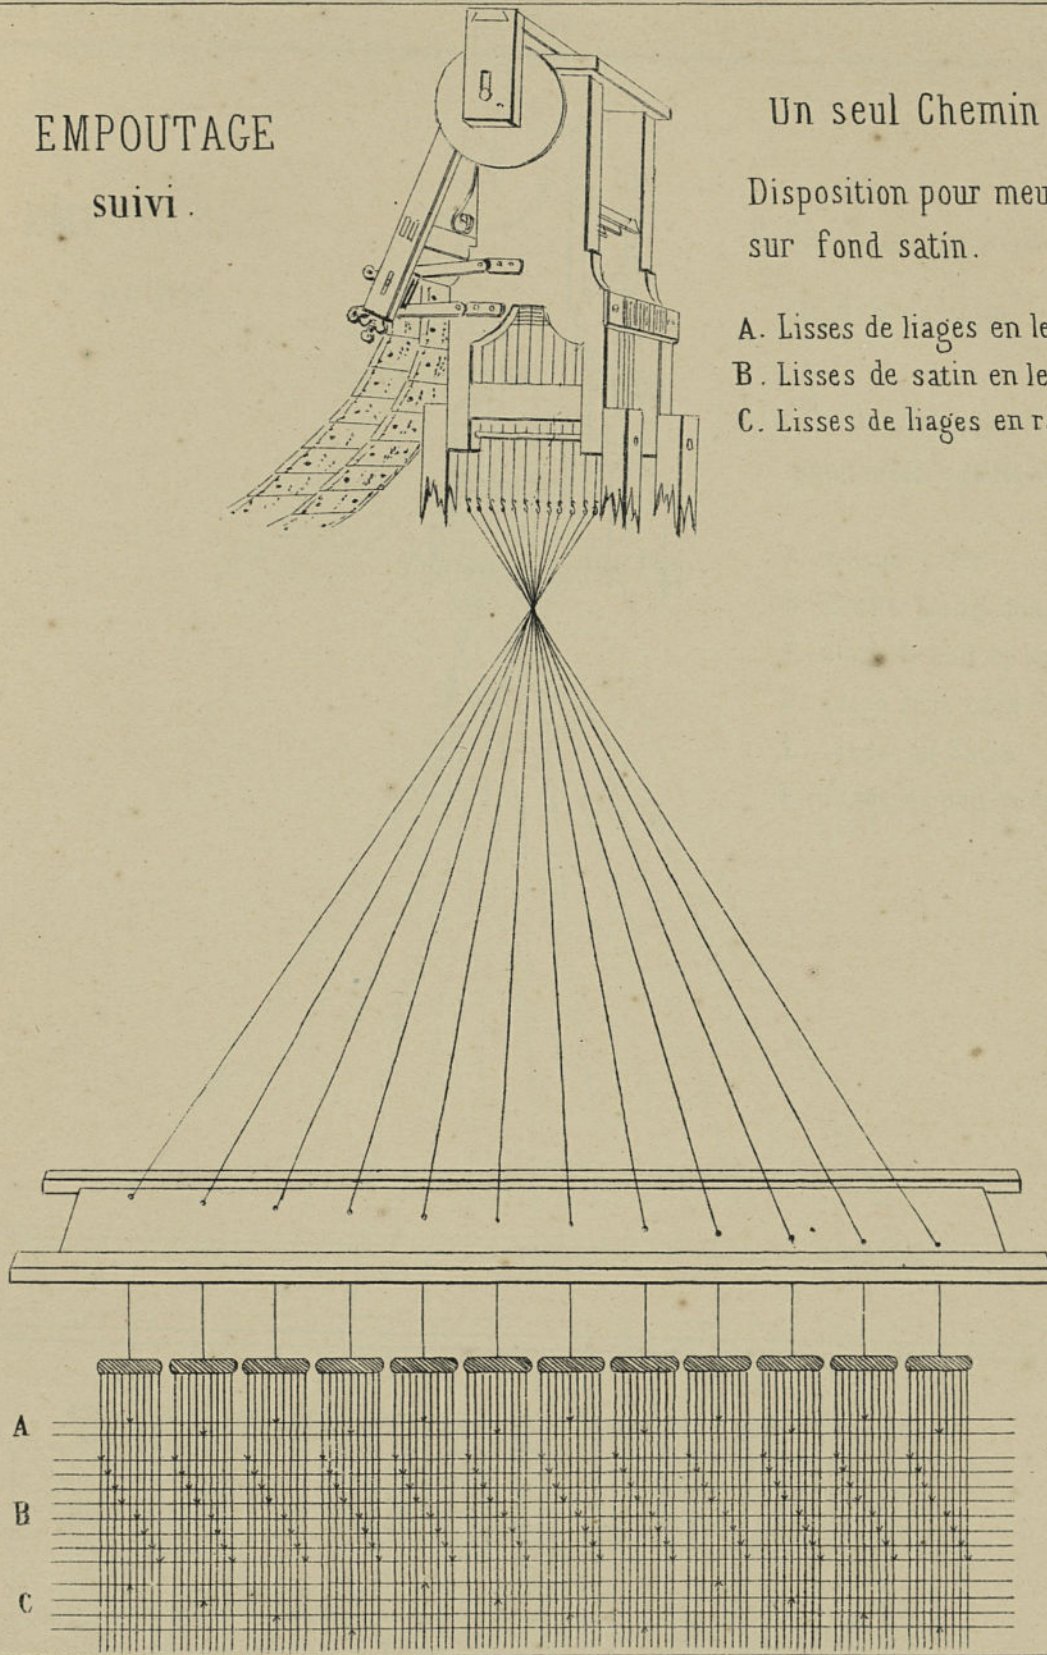 EMPOUTAGE
suivi.
Un seul Chemin
Disposition pour
sur fond satin.
A. Lisses de liages en
B. Lisses de satin en
C. Lisses de liages en
A
B
C